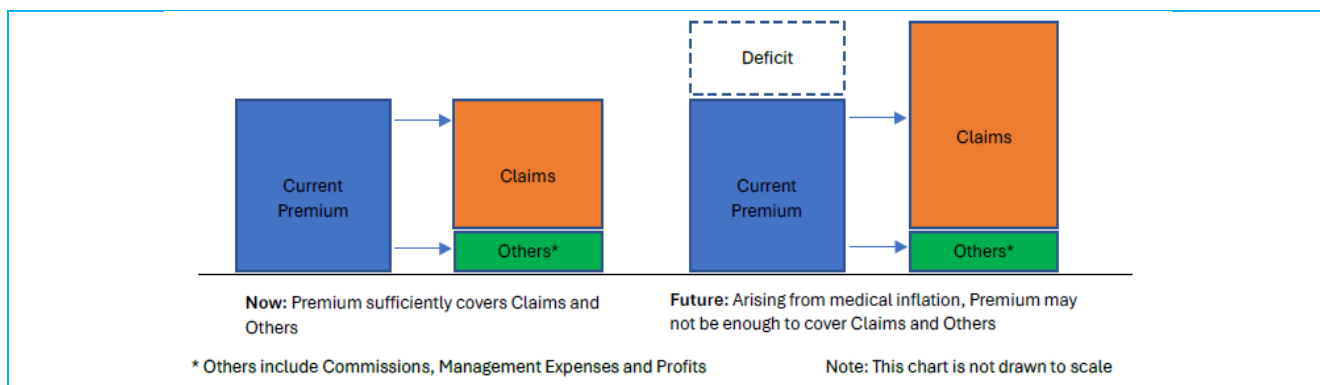 Deficit
Current
Premium
Claims
Others*
Current
Premium
Claims
Others*
Now: Premium sufficiently covers Claims and
Others
Future: Arising from medical inflation, Premium may
not be enough to cover Claims and Others
* Others include Commissions, Management Expenses and Profits
Note: This chart is not drawn to scale